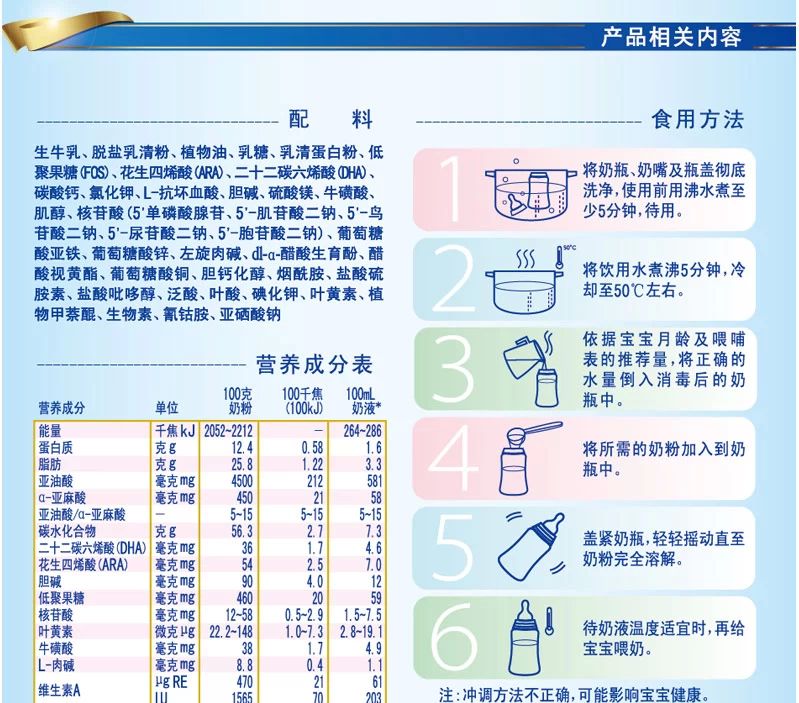 产品相关内容
配 料
生牛乳、脱盐乳清粉、植物油、乳糖、乳清蛋白粉、低
聚果糖(FOS)、花生四烯酸(ARA)、二十二碳六烯酸(DHA)、
碳酸钙、氯化钾、L-抗坏血酸、胆碱、硫酸镁、牛磺酸、
肌醇、核苷酸(5'单磷酸腺苷、5'-肌苷酸二钠、5'-鸟
苷酸二钠、5'-尿苷酸二钠、5'-胞苷酸二钠)、葡萄糖
酸亚铁、葡萄糖酸锌、左旋肉碱、dl-α-醋酸生育酚、醋
酸视黄酯、葡萄糖酸铜、胆钙化醇、烟酰胺、盐酸硫
胺素、盐酸吡哆醇、泛酸、叶酸、碘化钾、叶黄素、植
物甲萘醌、生物素、氰钴胺、亚硒酸钠
营养成分表
营养成分 单位 100克奶粉 100千焦(100kJ) 100mL奶液*
能量 千焦kJ 2052~2212 — 264~286
蛋白质 克g 12.4 0.58 1.6
脂肪 克g 25.8 1.22 3.3
亚油酸 毫克mg 4500 212 581
α-亚麻酸 毫克mg 450 21 58
亚油酸/α-亚麻酸 — 5~15 5~15 5~15
碳水化合物 克g 56.3 2.7 7.3
二十二碳六烯酸(DHA) 毫克mg 36 1.7 4.6
花生四烯酸(ARA) 毫克mg 54 2.5 7.0
胆碱 毫克mg 90 4.0 12
低聚果糖 毫克mg 460 20 59
核苷酸 毫克mg 12~58 0.5~2.9 1.5~7.5
叶黄素 微克μg 22.2~148 1.0~7.3 2.8~19.1
牛磺酸 毫克mg 38 1.7 4.9
L-肉碱 毫克mg 8.8 0.4 1.1
维生素A μg RE 470 21 61
IU 1565 70 203
食用方法
1
将奶瓶、奶嘴及瓶盖彻底
洗净,使用前用沸水煮至
少5分钟,待用。
2
50℃
将饮用水煮沸5分钟,冷
却至50℃左右。
3
依据宝宝月龄及喂哺
表的推荐量,将正确的
水量倒入消毒后的奶
瓶中。
4
将所需的奶粉加入到奶
瓶中。
5
盖紧奶瓶,轻轻摇动直至
奶粉完全溶解。
6
待奶液温度适宜时,再给
宝宝喂奶。
注:冲调方法不正确,可能影响宝宝健康。